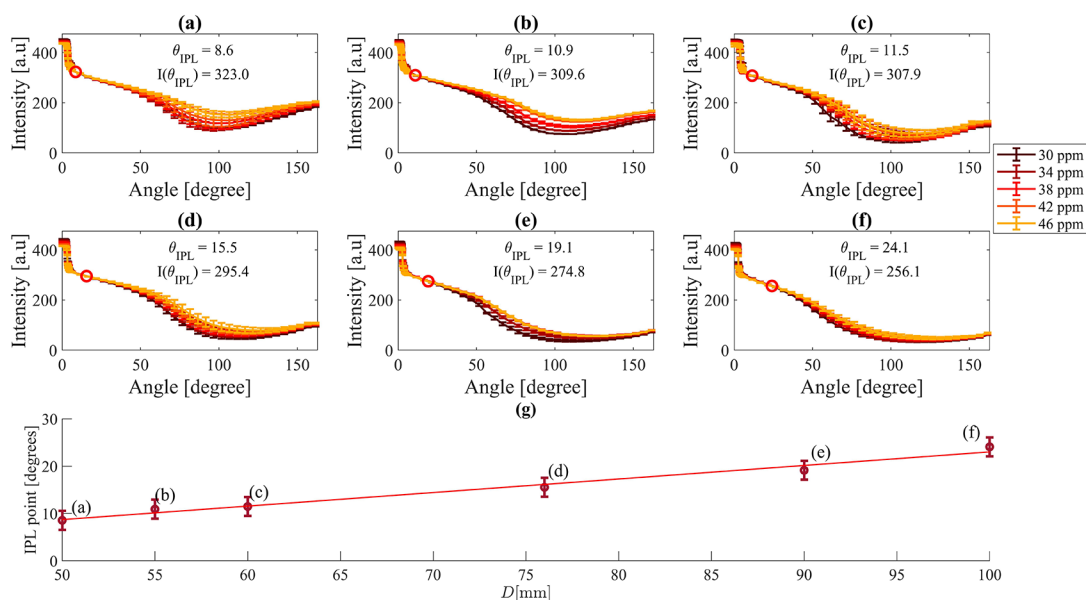 (a)
Intensity [a.u]
400
200
0
θIPL = 8.6
I(θIPL) = 323.0
0 50 100 150
Angle [degree]
(b)
Intensity [a.u]
400
200
0
θIPL = 10.9
I(θIPL) = 309.6
0 50 100 150
Angle [degree]
(c)
Intensity [a.u]
400
200
0
θIPL = 11.5
I(θIPL) = 307.9
0 50 100 150
Angle [degree]
30 ppm
34 ppm
38 ppm
42 ppm
46 ppm
(d)
Intensity [a.u]
400
200
0
θIPL = 15.5
I(θIPL) = 295.4
0 50 100 150
Angle [degree]
(e)
Intensity [a.u]
400
200
0
θIPL = 19.1
I(θIPL) = 274.8
0 50 100 150
Angle [degree]
(f)
Intensity [a.u]
400
200
0
θIPL = 24.1
I(θIPL) = 256.1
0 50 100 150
Angle [degree]
(g)
IPL point [degrees]
30
20
10
0
(a)
(b)
(c)
(d)
(e)
(f)
50 55 60 65 70 75 80 85 90 95 100
D[mm]